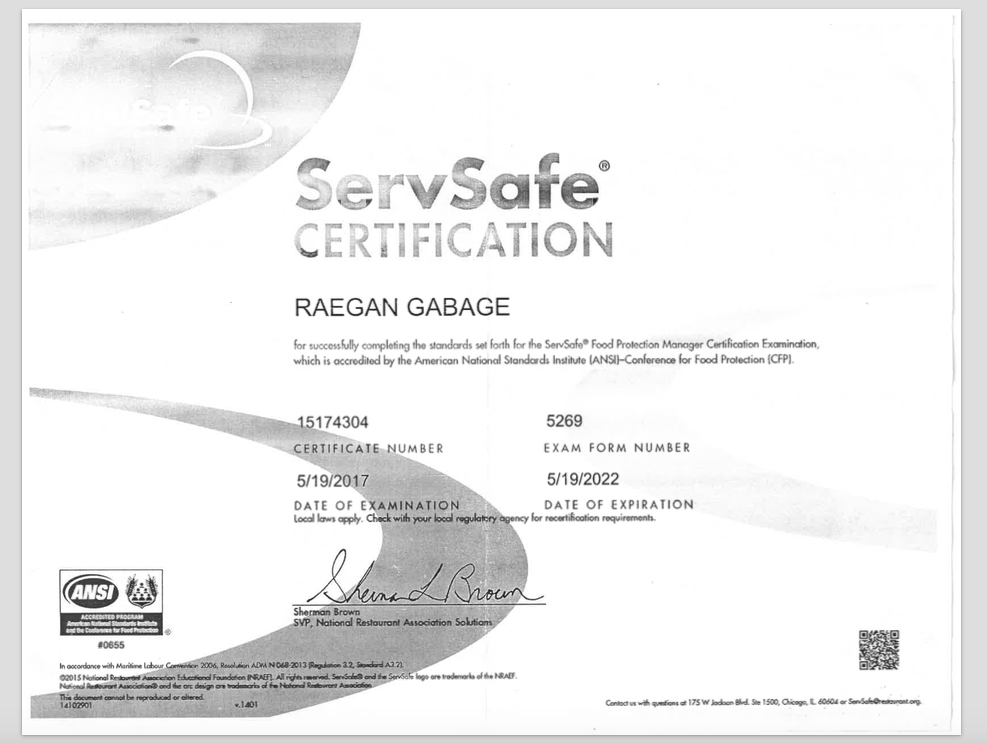 ServSafe
ServSafe®
CERTIFICATION
RAEGAN GABAGE
for successfully completing the standards set forth for the ServSafe® Food Protection Manager Certification Examination,
which is accredited by the American National Standards Institute (ANSI)–Conference for Food Protection (CFP).
15174304 5269
CERTIFICATE NUMBER EXAM FORM NUMBER
5/19/2017 5/19/2022
DATE OF EXAMINATION DATE OF EXPIRATION
Local laws apply. Check with your local regulatory agency for recertification requirements.
Sherman Brown
SVP, National Restaurant Association Solutions
ANSI
ACCREDITED PROGRAM
American National Standards Institute
and the Conference for Food Protection
#0655
In accordance with Maritime Labour Convention 2006, Resolution ADM N 068-2013 (Regulation 3.2, Standard A3.2).
©2015 National Restaurant Association Educational Foundation (NRAEF). All rights reserved. ServSafe® and the ServSafe logo are trademarks of the NRAEF.
National Restaurant Association® and the arc design are trademarks of the National Restaurant Association.
This document cannot be reproduced or altered.
14102901 v.1401
Contact us with questions at 175 W Jackson Blvd. Ste 1500, Chicago, IL 60604 or ServSafe@restaurant.org.